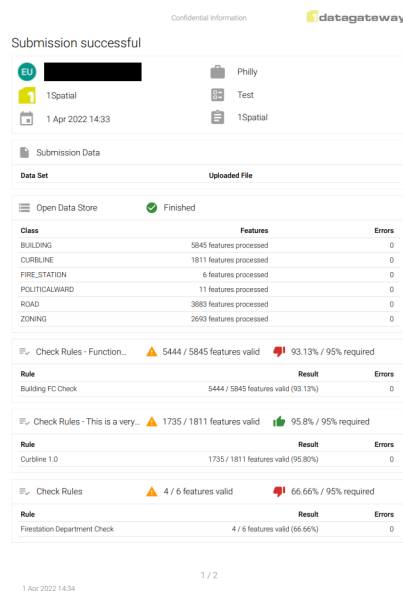 Confidential Information
1datagateway
Submission successful
EU
Philly
1Spatial
Test
1 Apr 2022 14:33
1Spatial
Submission Data
Data Set Uploaded File
Open Data Store Finished
Class Features Errors
BUILDING 5845 features processed 0
CURBLINE 1811 features processed 0
FIRE_STATION 6 features processed 0
POLITICALWARD 11 features processed 0
ROAD 3883 features processed 0
ZONING 2693 features processed 0
Check Rules - Function... 5444 / 5845 features valid 93.13% / 95% required
Rule Result Errors
Building FC Check 5444 / 5845 features valid (93.13%) 0
Check Rules - This is a very... 1735 / 1811 features valid 95.8% / 95% required
Rule Result Errors
Curbline 1.0 1735 / 1811 features valid (95.80%) 0
Check Rules 4 / 6 features valid 66.66% / 95% required
Rule Result Errors
Firestation Department Check 4 / 6 features valid (66.66%) 0
1 / 2
1 Apr 2022 14:34